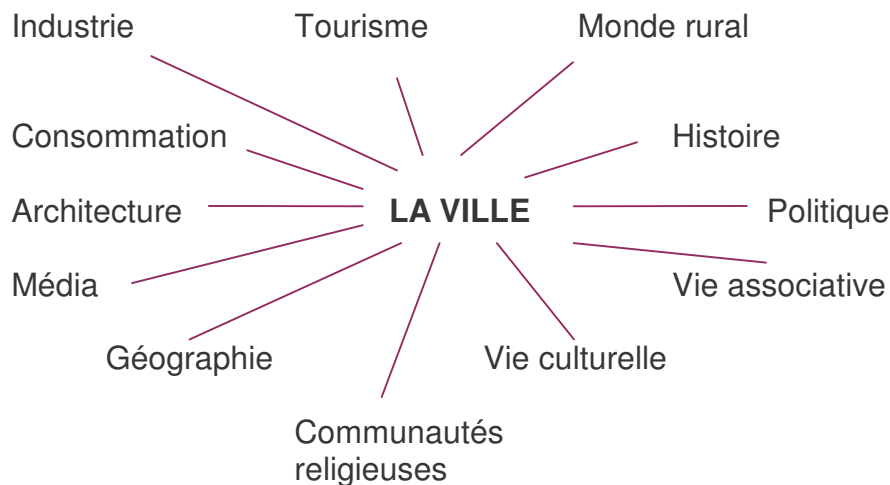 Industrie
Tourisme
Monde rural
Consommation
Histoire
Architecture
LA VILLE
Politique
Média
Vie associative
Géographie
Vie culturelle
Communautés
religieuses